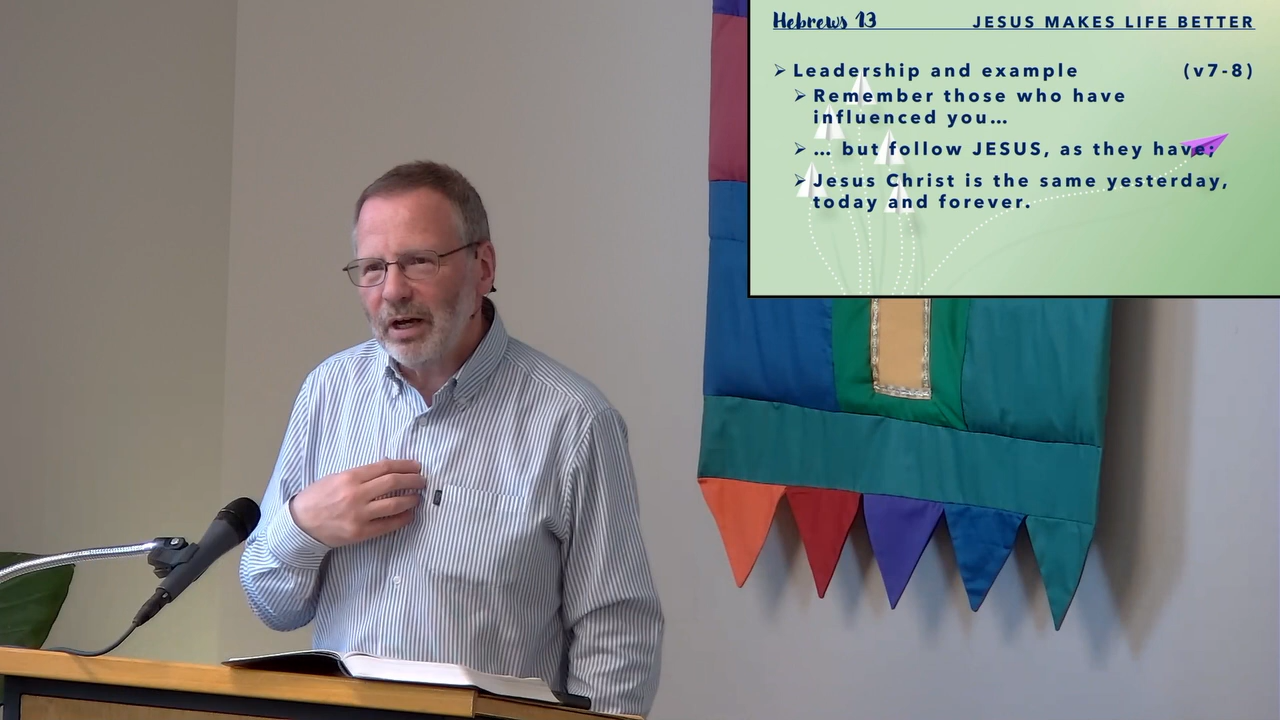 Hebrews 13 JESUS MAKES LIFE BETTER
➢ Leadership and example (v7-8)
➢ Remember those who have
influenced you…
➢ … but follow JESUS, as they have;
➢ Jesus Christ is the same yesterday,
today and forever.